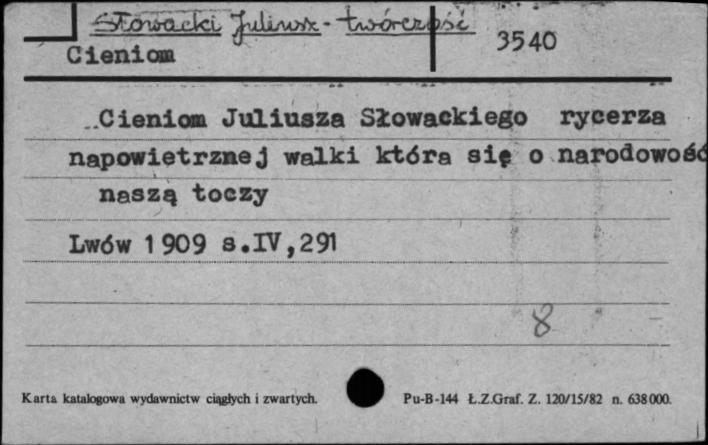 Słowacki Juliusz - twórczość
3540
Cieniom
Cieniom Juliusza Słowackiego rycerza
napowietrznej walki która się o narodowość
naszą toczy
Lwów 1909 s.IV,291
8
Karta katalogowa wydawnictw ciągłych i zwartych. Pu-B-144 Ł.Z.Graf. Z. 120/15/82 n. 638000.